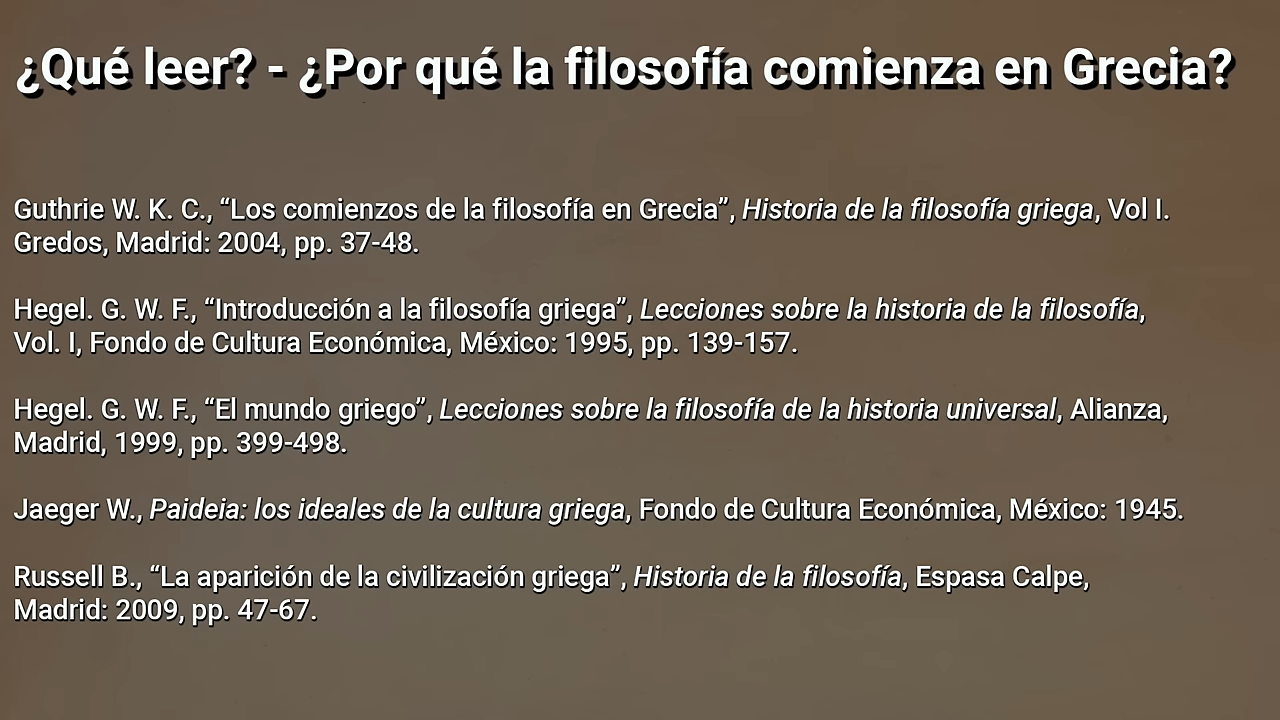 ¿Qué leer? - ¿Por qué la filosofía comienza en Grecia?
Guthrie W. K. C., “Los comienzos de la filosofía en Grecia”, Historia de la filosofía griega, Vol I.
Gredos, Madrid: 2004, pp. 37-48.
Hegel. G. W. F., “Introducción a la filosofía griega”, Lecciones sobre la historia de la filosofía,
Vol. I, Fondo de Cultura Económica, México: 1995, pp. 139-157.
Hegel. G. W. F., “El mundo griego”, Lecciones sobre la filosofía de la historia universal, Alianza,
Madrid, 1999, pp. 399-498.
Jaeger W., Paideia: los ideales de la cultura griega, Fondo de Cultura Económica, México: 1945.
Russell B., “La aparición de la civilización griega”, Historia de la filosofía, Espasa Calpe,
Madrid: 2009, pp. 47-67.